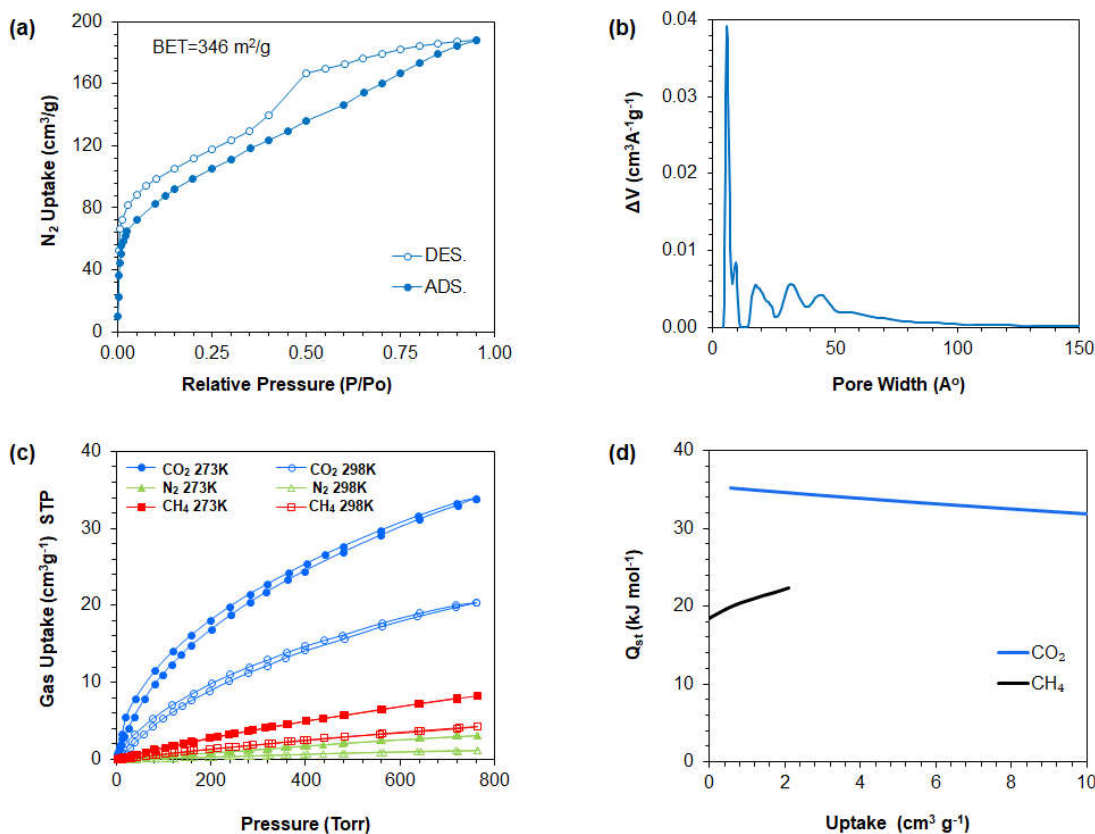 (a)
BET=346 m²/g
N₂ Uptake (cm³/g)
200
160
120
80
40
0
DES.
ADS.
0.00 0.25 0.50 0.75 1.00
Relative Pressure (P/Po)
(b)
ΔV (cm³A⁻¹g⁻¹)
0.04
0.03
0.02
0.01
0.00
0 50 100 150
Pore Width (Aᵒ)
(c)
Gas Uptake (cm³g⁻¹) STP
40
30
20
10
0
CO₂ 273K CO₂ 298K
N₂ 273K N₂ 298K
CH₄ 273K CH₄ 298K
0 200 400 600 800
Pressure (Torr)
(d)
Qst (kJ mol⁻¹)
40
30
20
10
0
CO₂
CH₄
0 2 4 6 8 10
Uptake (cm³ g⁻¹)